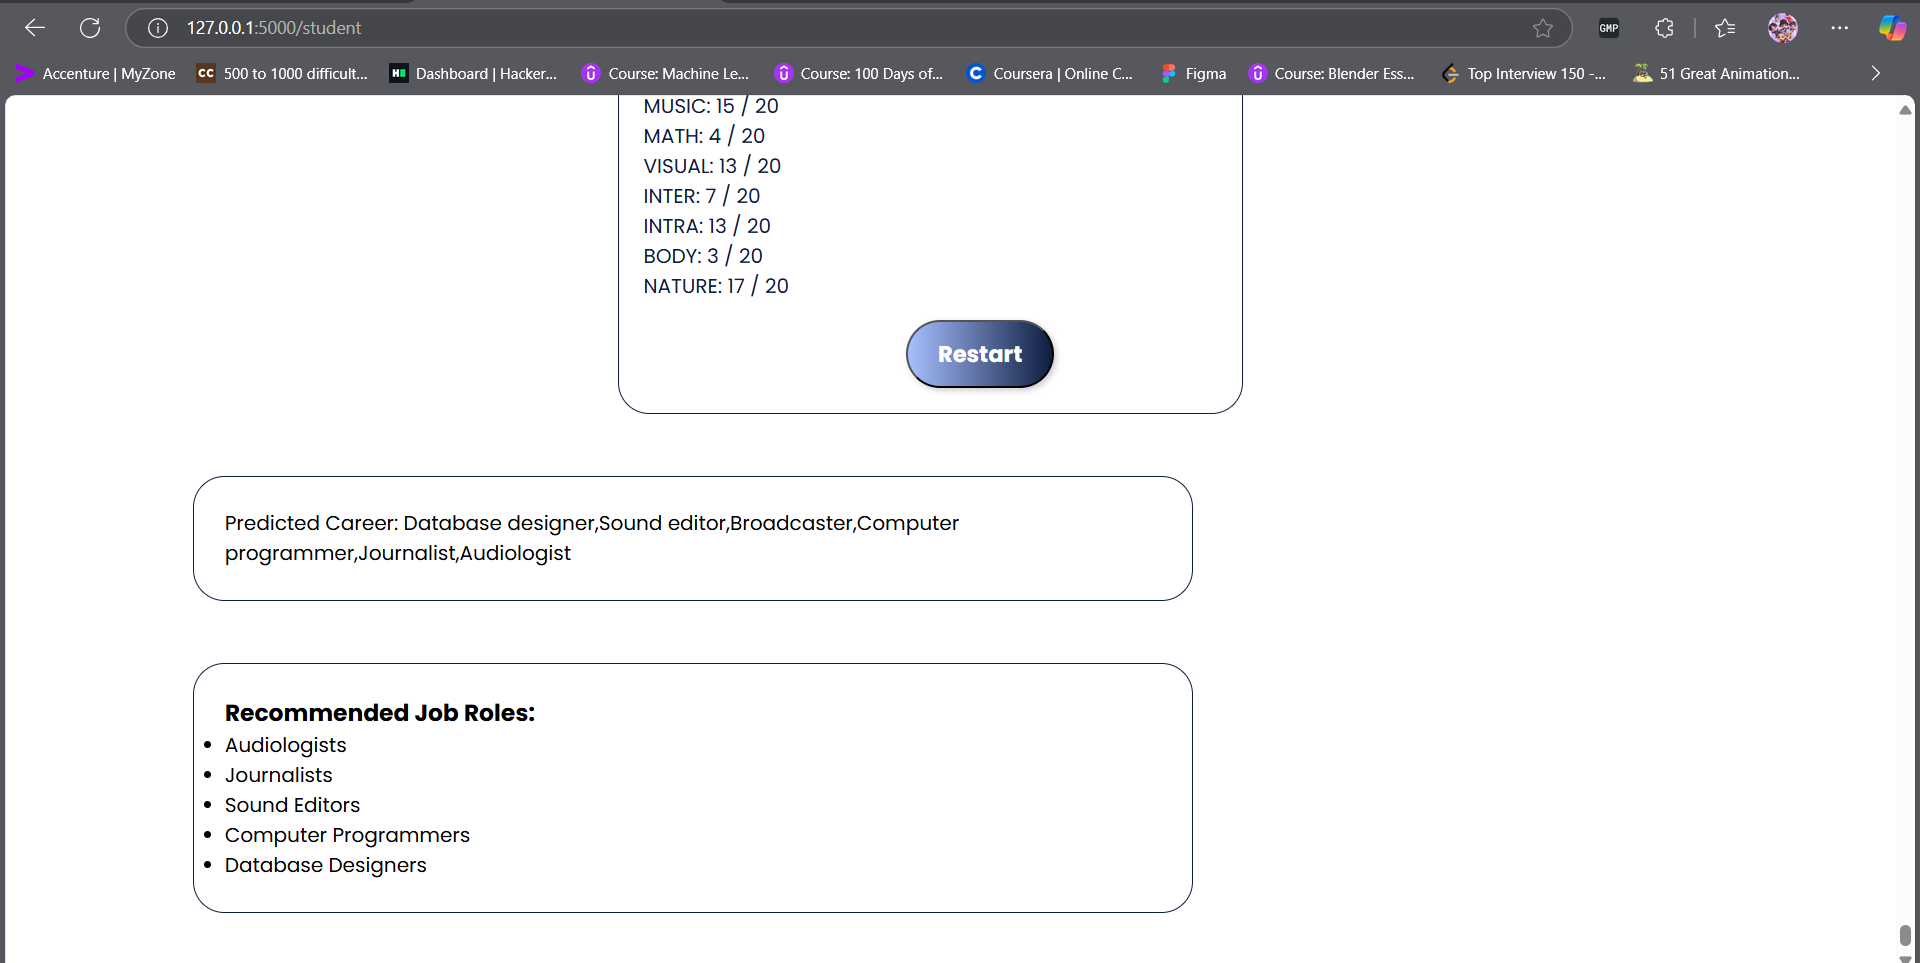 127.0.0.1:5000/student
GMP
Accenture | MyZone
CC 500 to 1000 difficult...
H Dashboard | Hacker...
Course: Machine Le...
Course: 100 Days of...
C Coursera | Online C...
Figma
Course: Blender Ess...
Top Interview 150 -...
51 Great Animation...
MUSIC: 15 / 20
MATH: 4 / 20
VISUAL: 13 / 20
INTER: 7 / 20
INTRA: 13 / 20
BODY: 3 / 20
NATURE: 17 / 20
Restart
Predicted Career: Database designer,Sound editor,Broadcaster,Computer
programmer,Journalist,Audiologist
Recommended Job Roles:
Audiologists
Journalists
Sound Editors
Computer Programmers
Database Designers